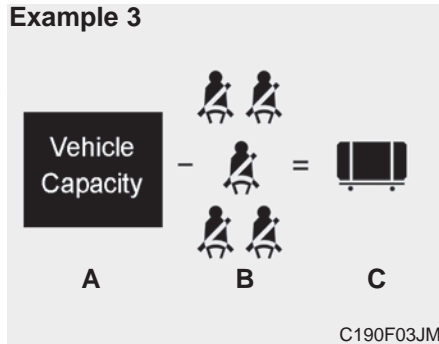 Example 3
Vehicle
Capacity
–
=
A
B
C
C190F03JM